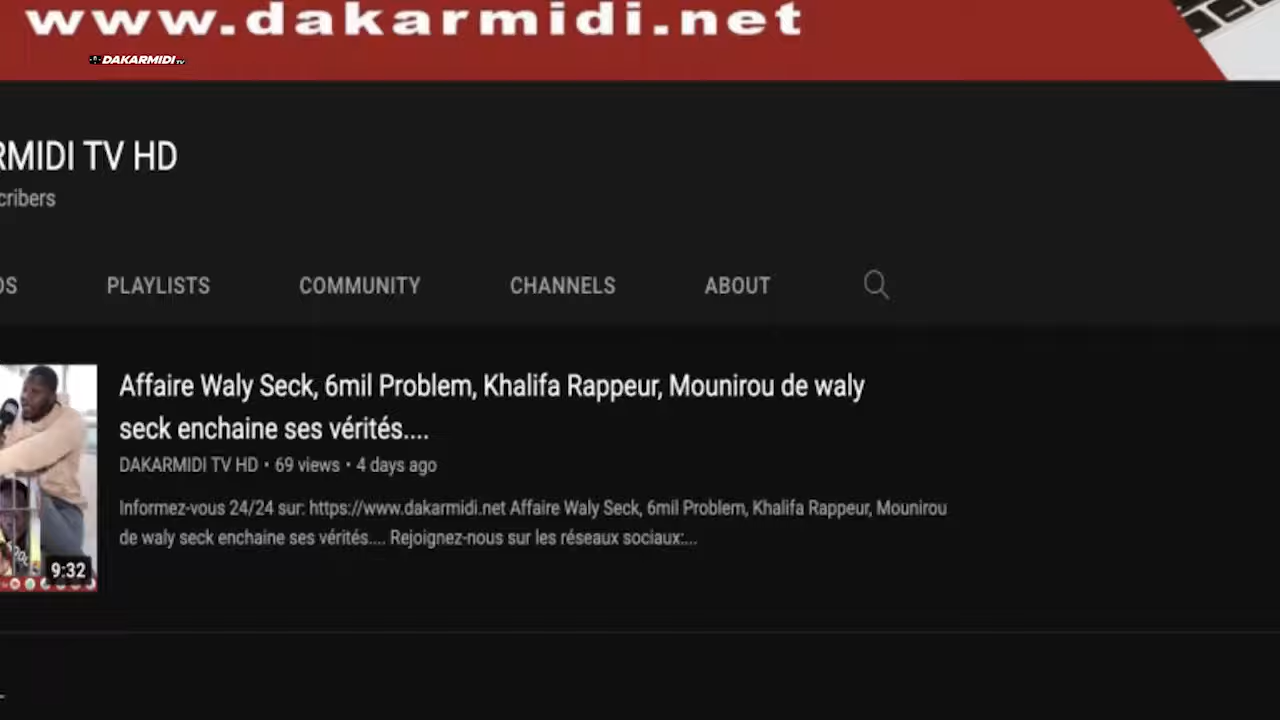 www.dakarmidi.net
DAKARMIDI TV
RMIDI TV HD
cribers
OS
PLAYLISTS
COMMUNITY
CHANNELS
ABOUT
Affaire Waly Seck, 6mil Problem, Khalifa Rappeur, Mounirou de waly
seck enchaine ses vérités....
DAKARMIDI TV HD • 69 views • 4 days ago
Informez-vous 24/24 sur: https://www.dakarmidi.net Affaire Waly Seck, 6mil Problem, Khalifa Rappeur, Mounirou
de waly seck enchaine ses vérités.... Rejoignez-nous sur les réseaux sociaux:...
9:32